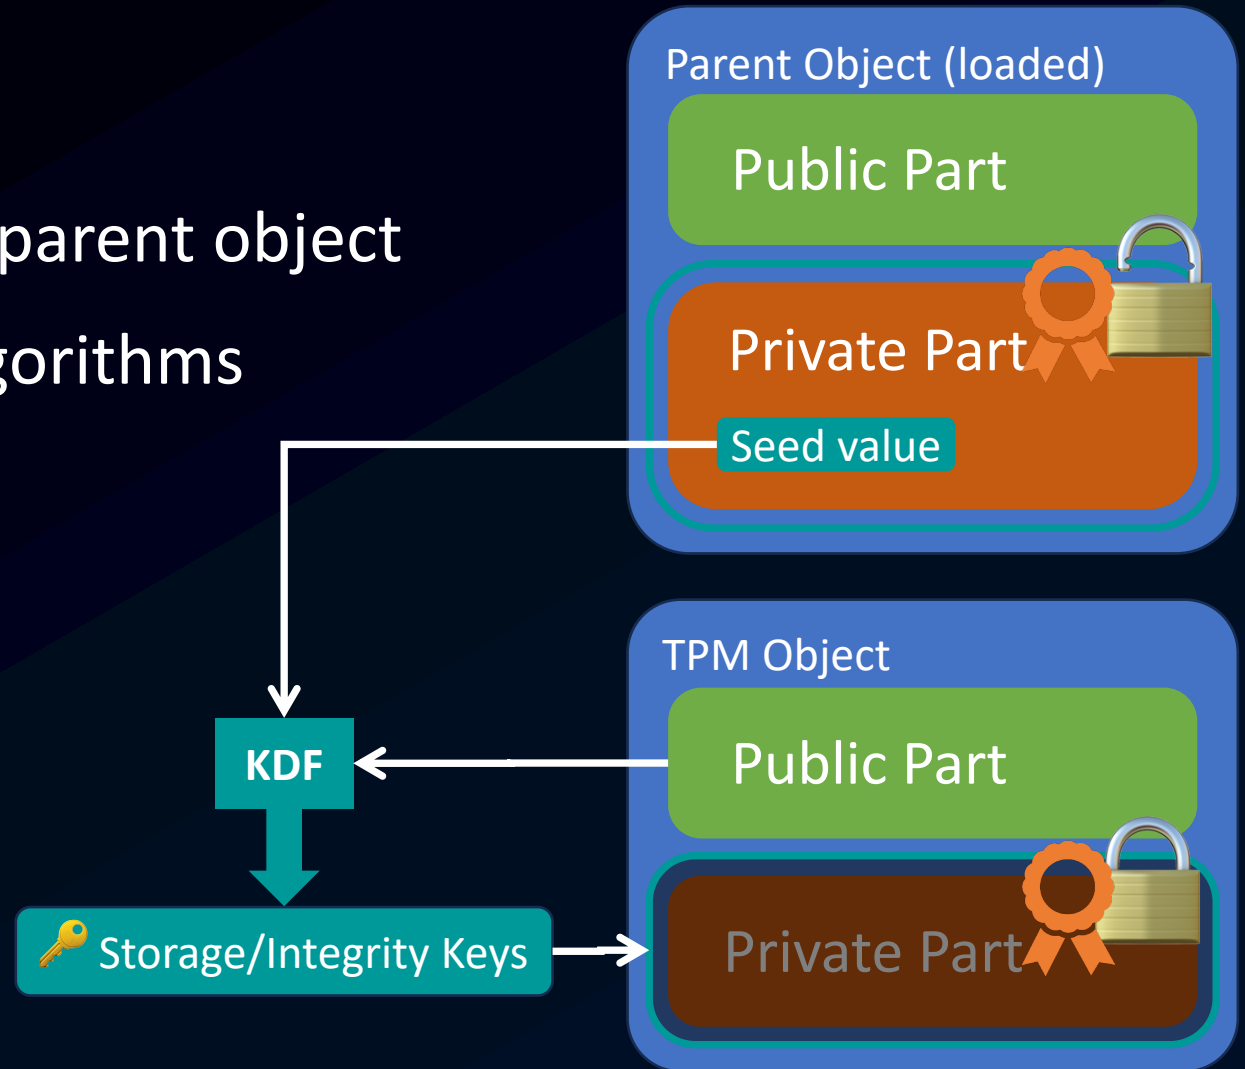 parent object
gorithms
Parent Object (loaded)
Public Part
Private Part
Seed value
KDF
Storage/Integrity Keys
TPM Object
Public Part
Private Part